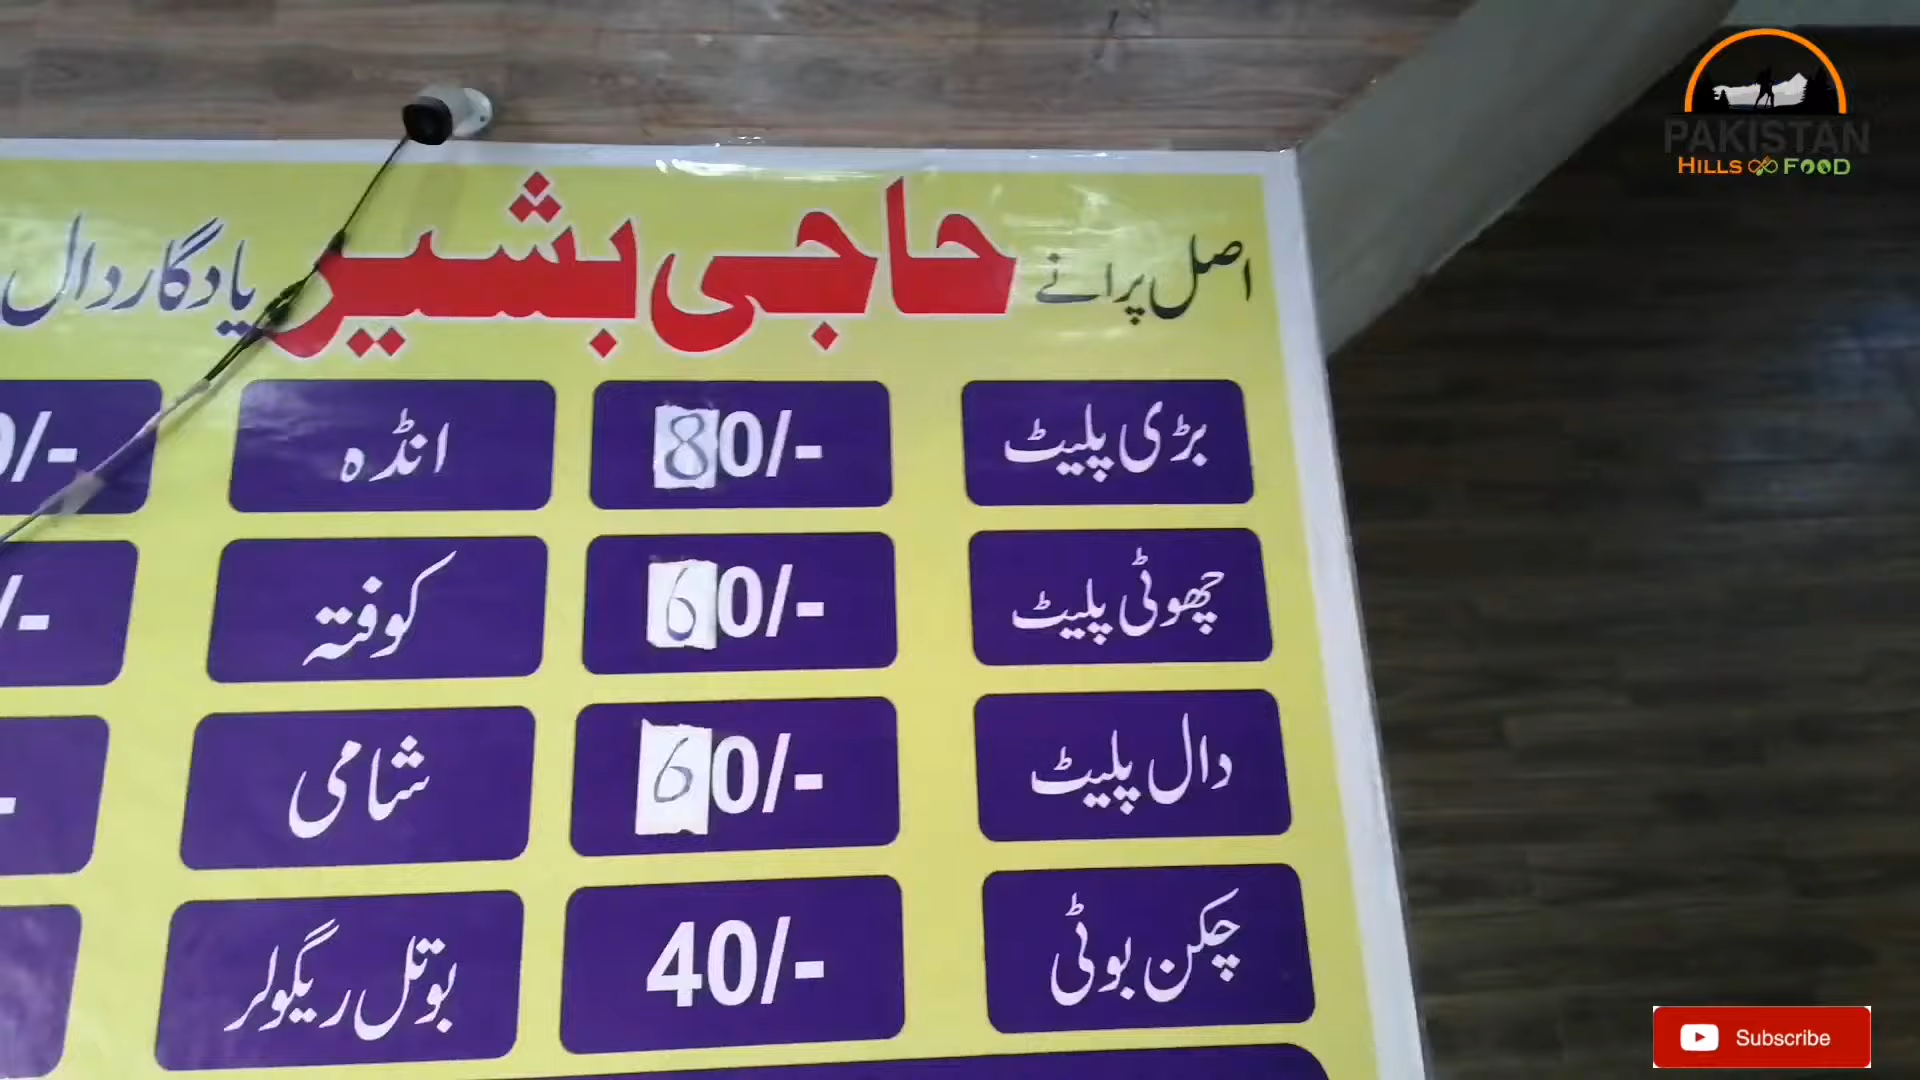 اصل پرانے حاجی بشیر یادگار دال
بڑی پلیٹ 80/- انڈہ 0/-
چھوٹی پلیٹ 60/- کوفتہ /-
دال پلیٹ 60/- شامی -
چکن بوٹی 40/- بوتل ریگولر
PAKISTAN
HILLS FOOD
Subscribe